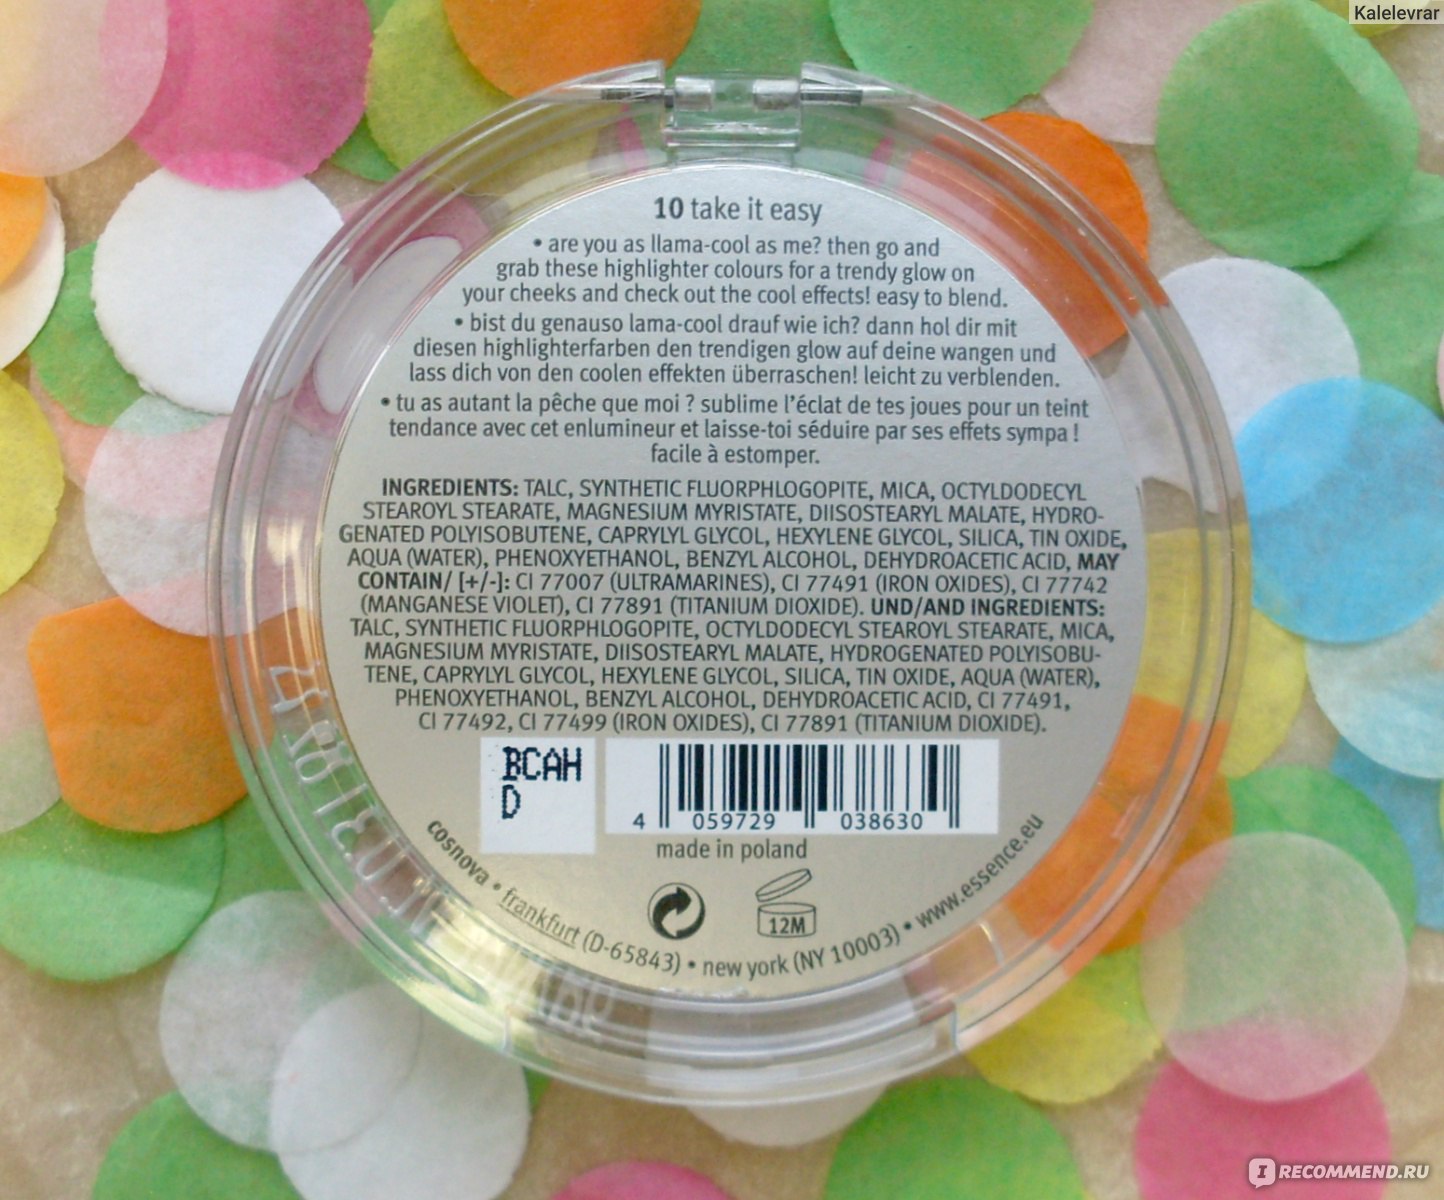 Kalelevrar
10 take it easy
• are you as llama-cool as me? then go and
grab these highlighter colours for a trendy glow on
your cheeks and check out the cool effects! easy to blend.
• bist du genauso lama-cool drauf wie ich? dann hol dir mit
diesen highlighterfarben den trendigen glow auf deine wangen und
lass dich von den coolen effekten überraschen! leicht zu verblenden.
• tu as autant la pêche que moi ? sublime l'éclat de tes joues pour un teint
tendance avec cet enlumineur et laisse-toi séduire par ses effets sympa !
facile à estomper.
INGREDIENTS: TALC, SYNTHETIC FLUORPHLOGOPITE, MICA, OCTYLDODECYL
STEAROYL STEARATE, MAGNESIUM MYRISTATE, DIISOSTEARYL MALATE, HYDRO-
GENATED POLYISOBUTENE, CAPRYLYL GLYCOL, HEXYLENE GLYCOL, SILICA, TIN OXIDE,
AQUA (WATER), PHENOXYETHANOL, BENZYL ALCOHOL, DEHYDROACETIC ACID, MAY
CONTAIN/ [+/-]: CI 77007 (ULTRAMARINES), CI 77491 (IRON OXIDES), CI 77742
(MANGANESE VIOLET), CI 77891 (TITANIUM DIOXIDE). UND/AND INGREDIENTS:
TALC, SYNTHETIC FLUORPHLOGOPITE, OCTYLDODECYL STEAROYL STEARATE, MICA,
MAGNESIUM MYRISTATE, DIISOSTEARYL MALATE, HYDROGENATED POLYISOBU-
TENE, CAPRYLYL GLYCOL, HEXYLENE GLYCOL, SILICA, TIN OXIDE, AQUA (WATER),
PHENOXYETHANOL, BENZYL ALCOHOL, DEHYDROACETIC ACID, CI 77491,
CI 77492, CI 77499 (IRON OXIDES), CI 77891 (TITANIUM DIOXIDE).
BCAH
D
4 059729 038630
made in poland
12M
cosnova • frankfurt (D-65843) • new york (NY 10003) • www.essence.eu
IRECOMMEND.RU